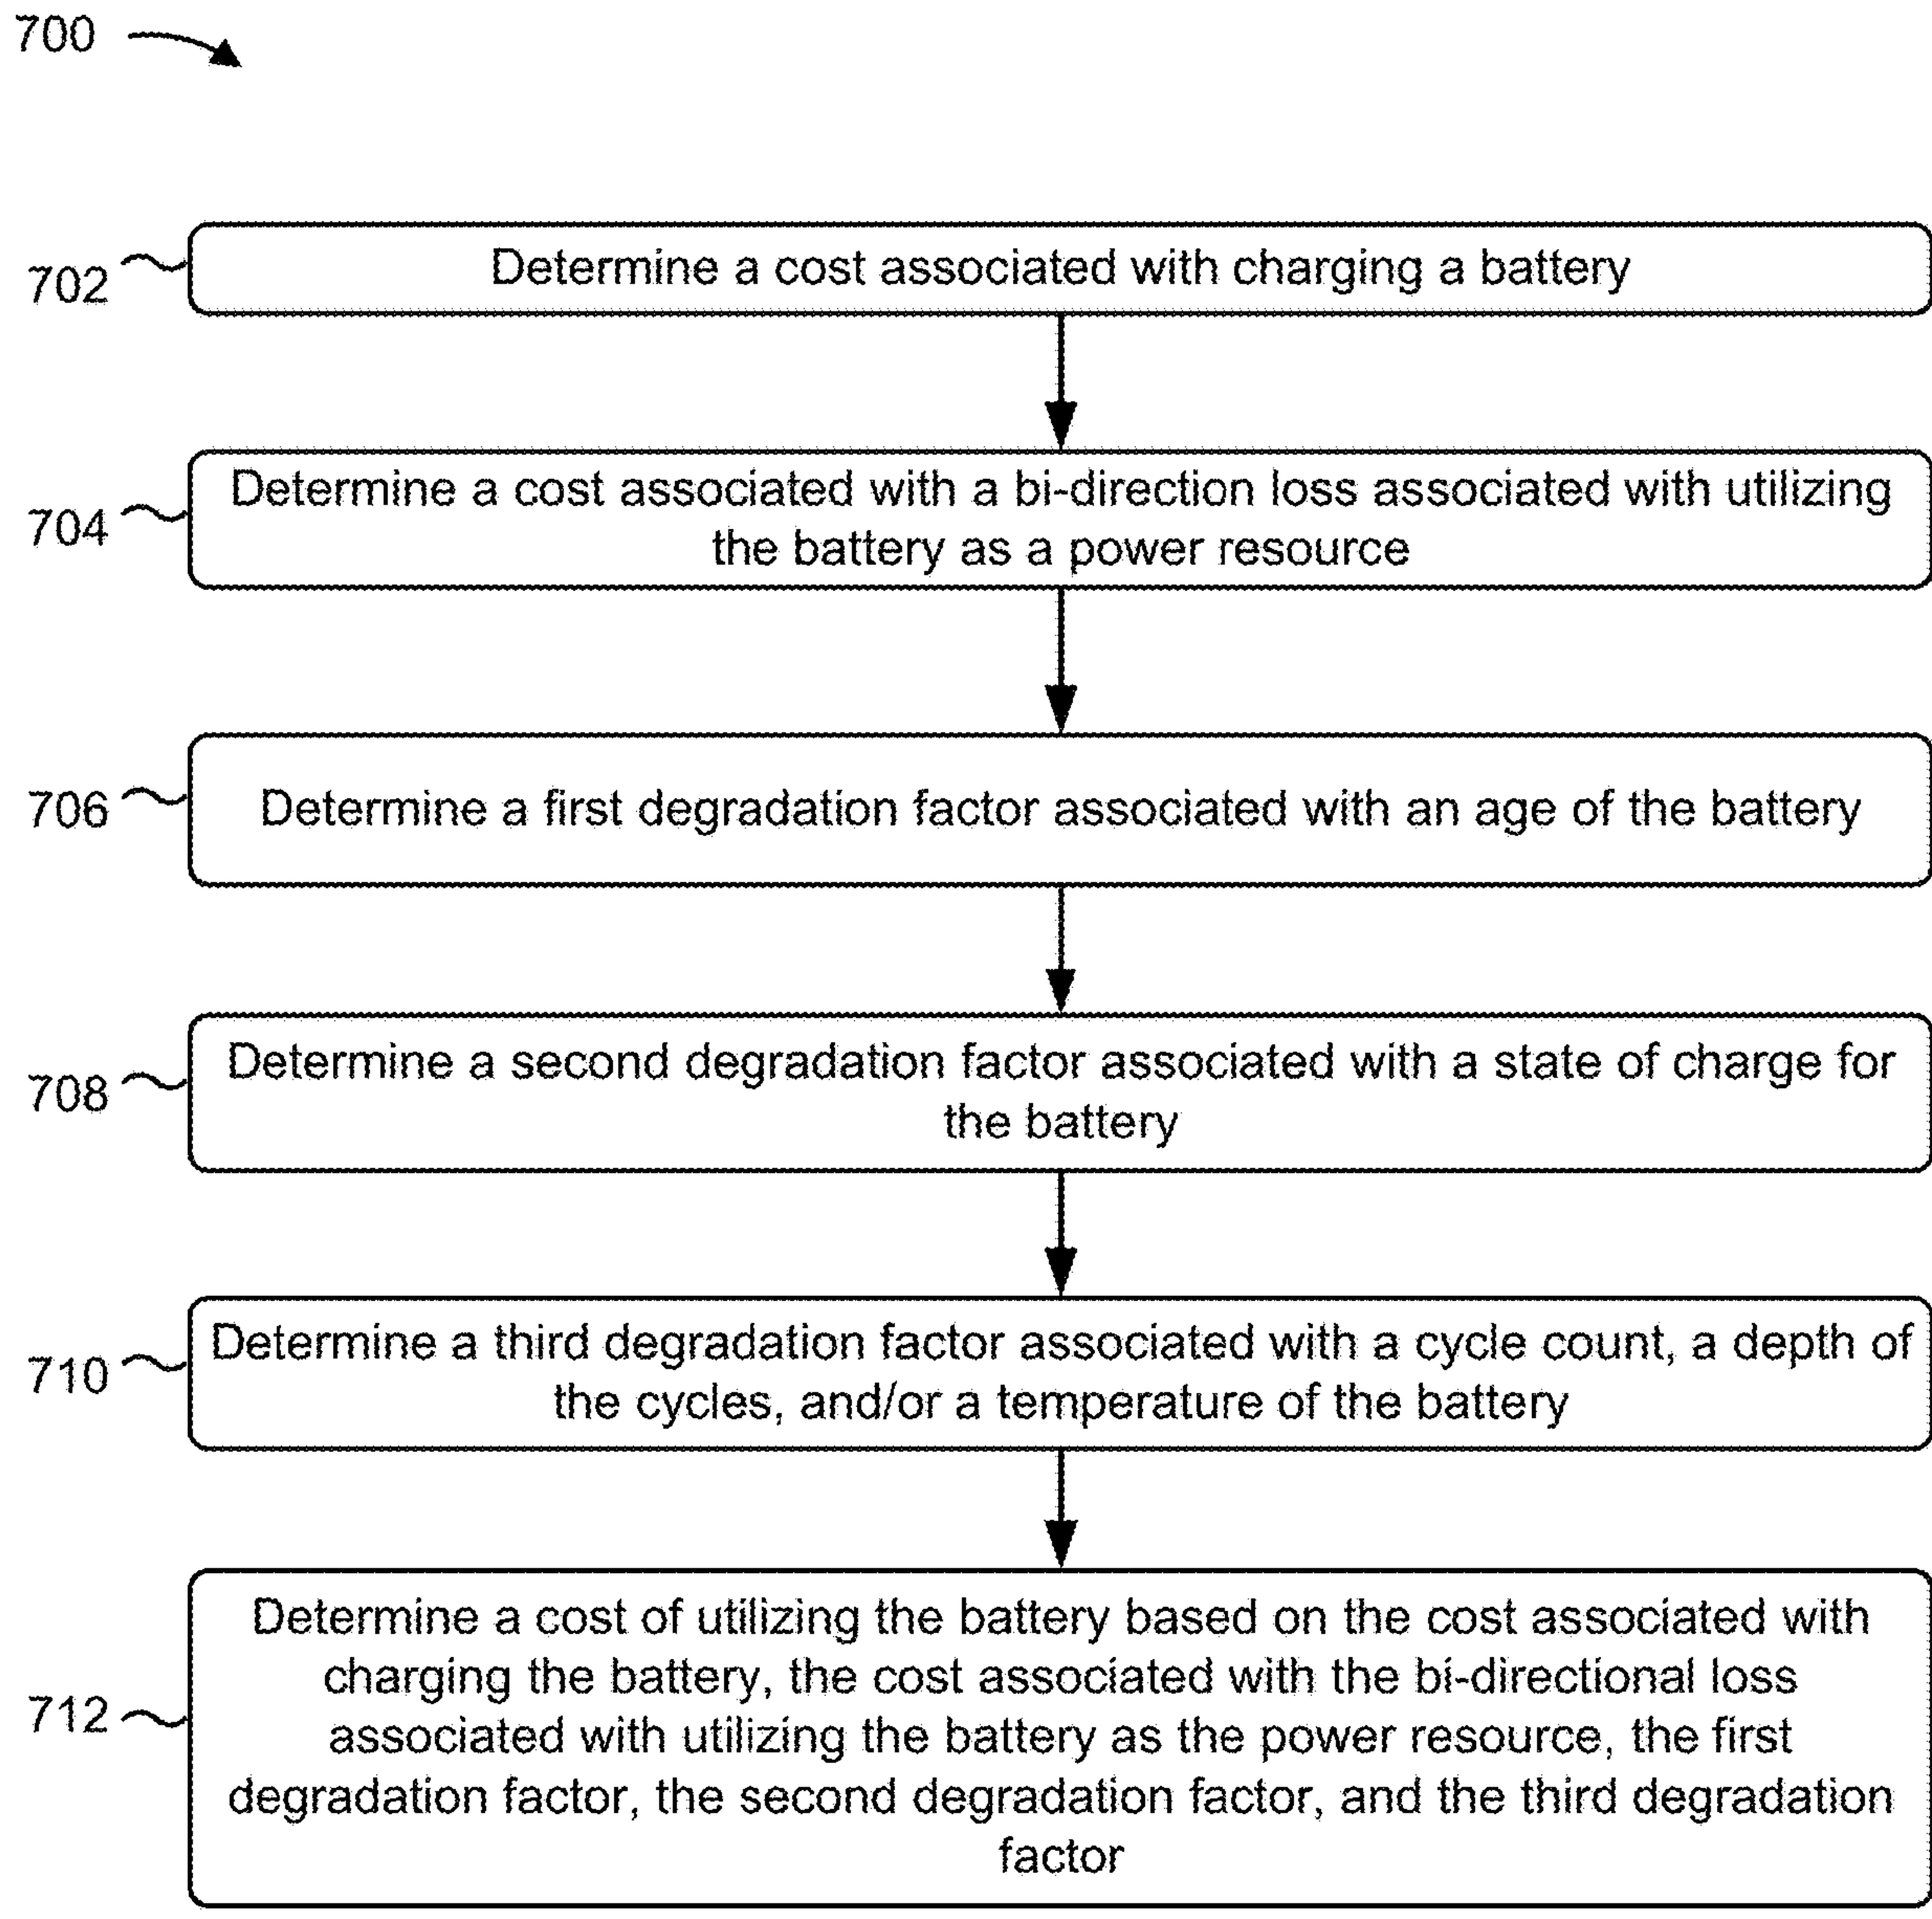 700
702
Determine a cost associated with charging a battery
704
Determine a cost associated with a bi-direction loss associated with utilizing
the battery as a power resource
706
Determine a first degradation factor associated with an age of the battery
708
Determine a second degradation factor associated with a state of charge for
the battery
710
Determine a third degradation factor associated with a cycle count, a depth of
the cycles, and/or a temperature of the battery
712
Determine a cost of utilizing the battery based on the cost associated with
charging the battery, the cost associated with the bi-directional loss
associated with utilizing the battery as the power resource, the first
degradation factor, the second degradation factor, and the third degradation
factor